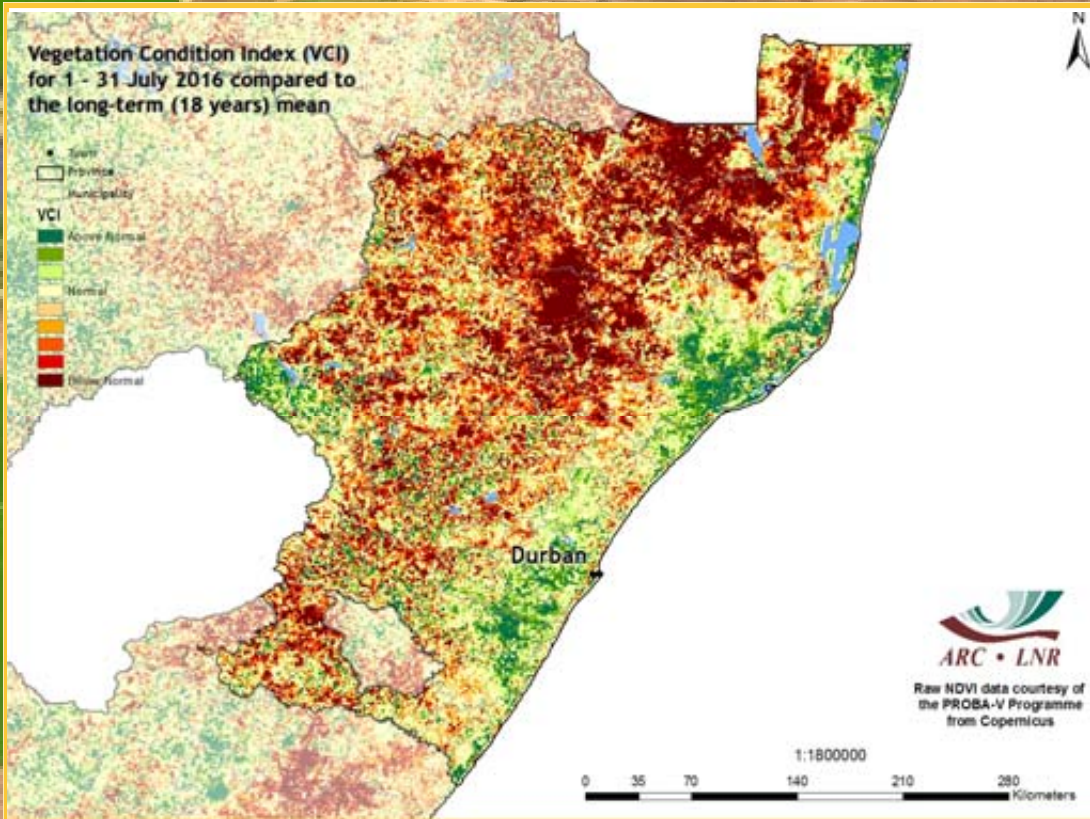 Vegetation Condition Index (VCI)
for 1 - 31 July 2016 compared to
the long-term (18 years) mean
N
Town
Province
Municipality
VCI
Above Normal
Normal
Below Normal
Durban
ARC • LNR
Raw NDVI data courtesy of
the PROBA-V Programme
from Copernicus
1:1800000
0 35 70 140 210 280
Kilometers